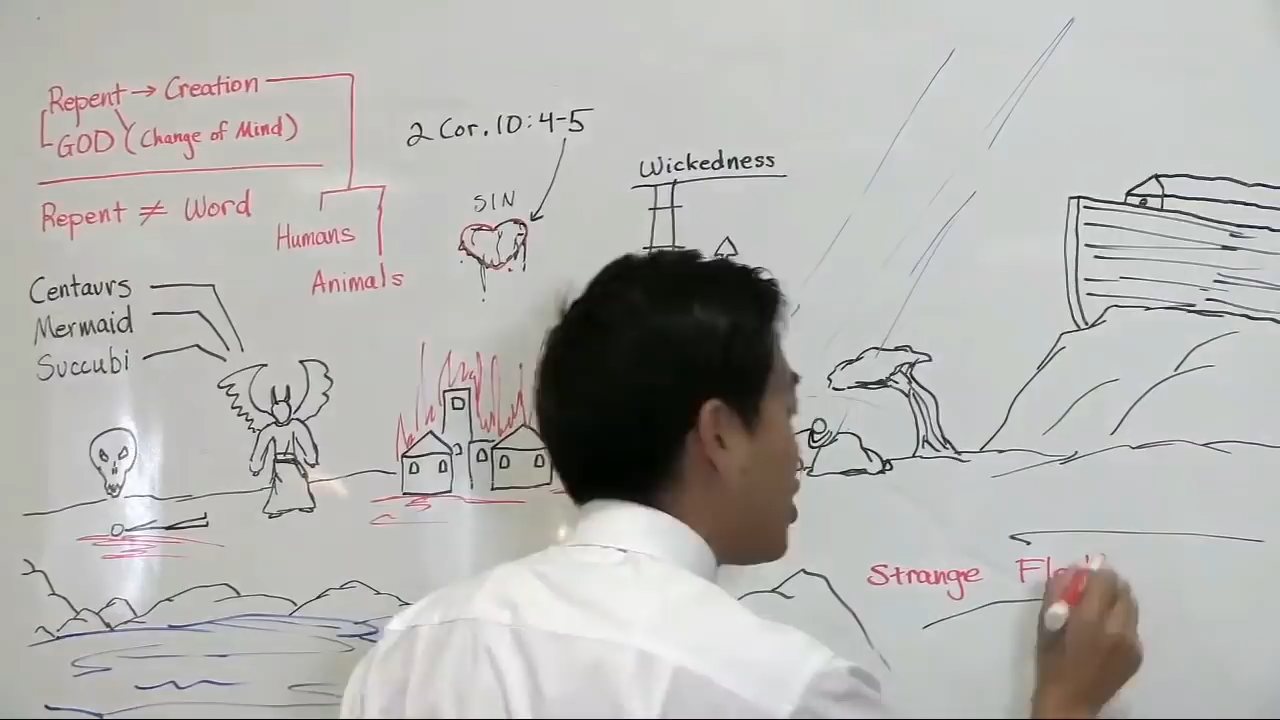 Repent → Creation
GOD (Change of Mind)
Repent ≠ Word
Humans
Animals
2 Cor. 10:4-5
SIN
Wickedness
Centaurs
Mermaid
Succubi
Strange